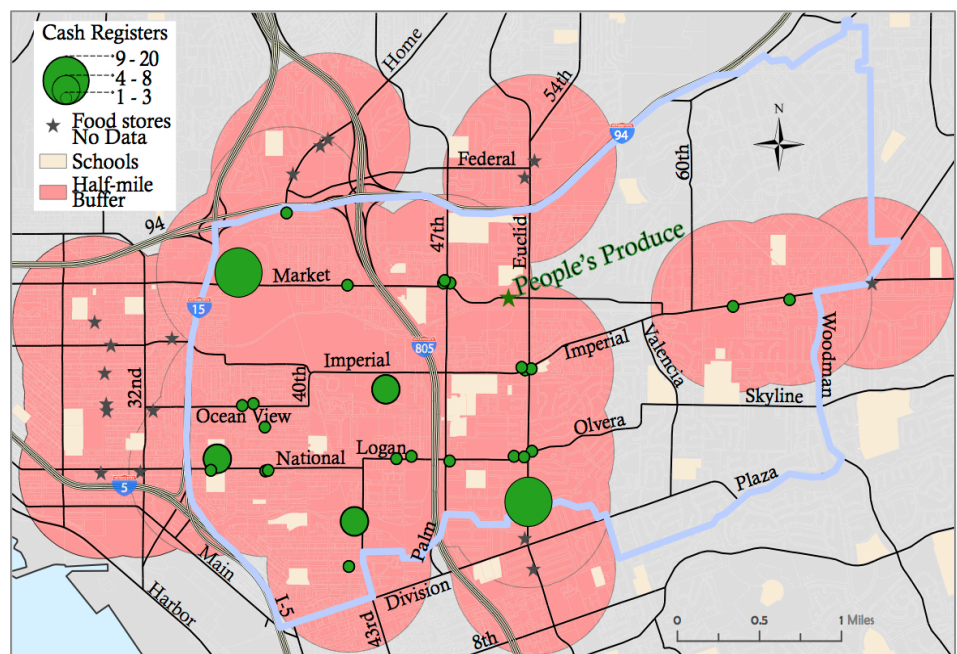 Cash Registers
9 - 20
4 - 8
1 - 3
Food stores
No Data
Schools
Half-mile
Buffer
Home
54th
N
94
60th
Federal
94
47th
Euclid
People's Produce
Market
15
805
Imperial
Imperial
Valencia
Woodman
32nd
40th
Ocean View
Skyline
Olvera
Logan
National
5
Plaza
Palm
Main
Harbor
I-5
Division
43rd
8th
0
0.5
1 Miles